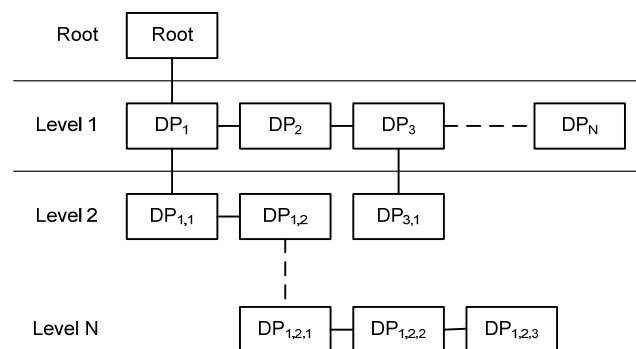 Root Root
Level 1 DP₁ DP₂ DP₃ DP_N
Level 2 DP₁,₁ DP₁,₂ DP₃,₁
Level N DP₁,₂,₁ DP₁,₂,₂ DP₁,₂,₃